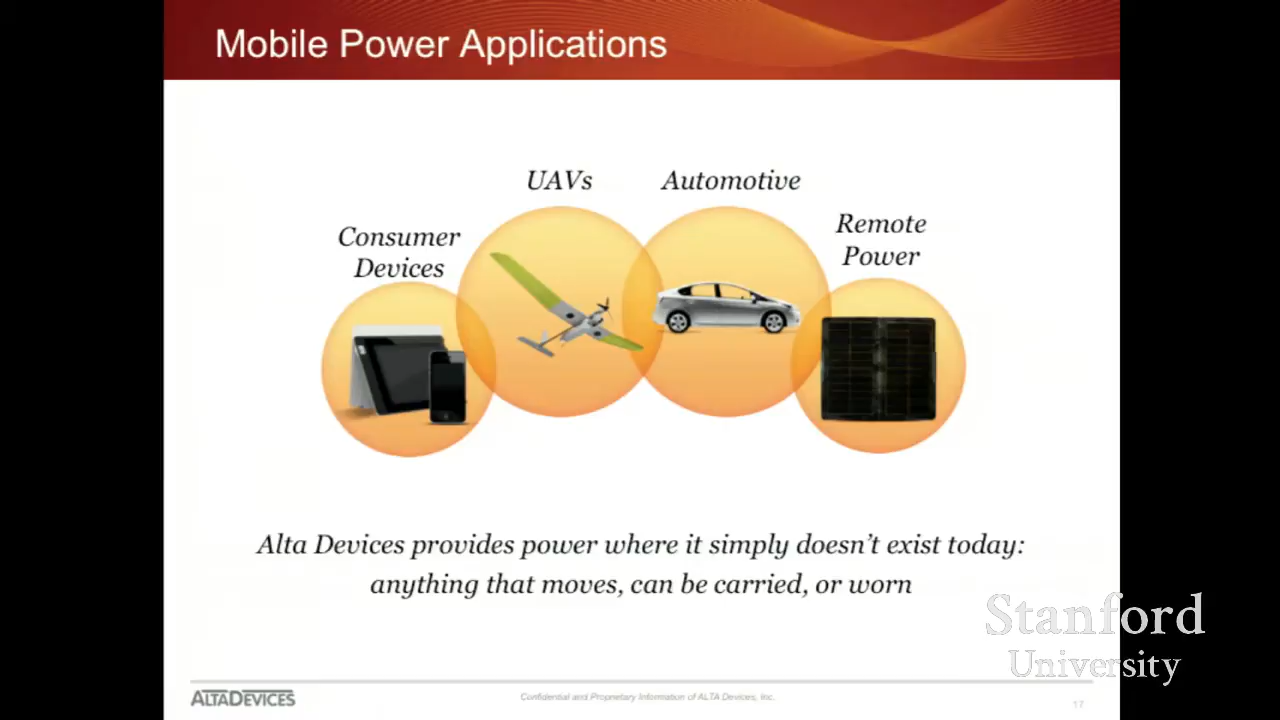 Mobile Power Applications
UAVs
Automotive
Consumer
Devices
Remote
Power
Alta Devices provides power where it simply doesn't exist today:
anything that moves, can be carried, or worn
Stanford
University
ALTADEVICES
Confidential and Proprietary Information of ALTA Devices, Inc.
17